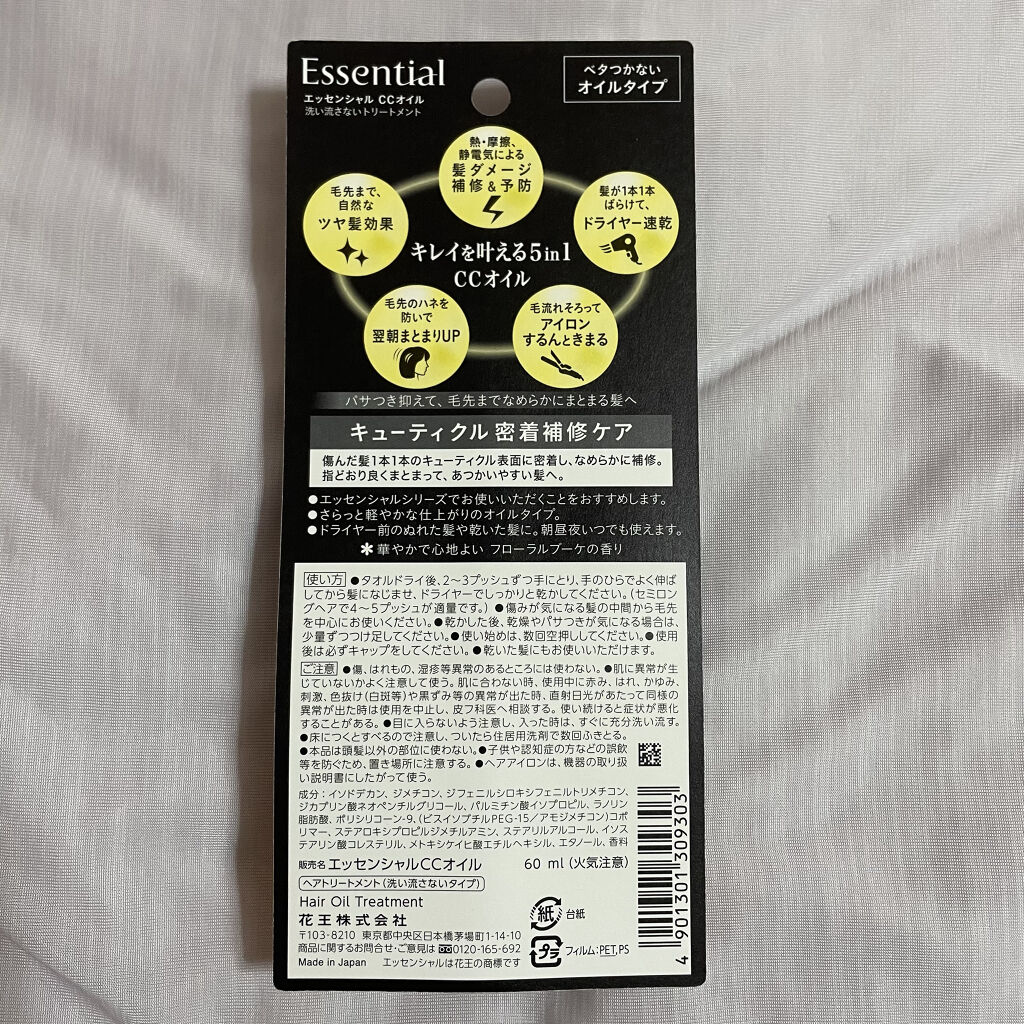 Essential
エッセンシャル CCオイル
洗い流さないトリートメント
ベタつかない
オイルタイプ
熱・摩擦、
静電気による
髪ダメージ
補修&予防
毛先まで、
自然な
ツヤ髪効果
髪が1本1本
ばらけて、
ドライヤー速乾
キレイを叶える5in1
CCオイル
毛先のハネを
防いで
翌朝まとまりUP
毛流れそろって
アイロン
するんときまる
パサつき抑えて、毛先までなめらかにまとまる髪へ
キューティクル 密着補修ケア
傷んだ髪1本1本のキューティクル表面に密着し、なめらかに補修。
指どおり良くまとまって、あつかいやすい髪へ。
●エッセンシャルシリーズでお使いいただくことをおすすめします。
●さらっと軽やかな仕上がりのオイルタイプ。
●ドライヤー前のぬれた髪や乾いた髪に。朝昼夜いつでも使えます。
✻華やかで心地よい フローラルブーケの香り
使い方 ●タオルドライ後、2〜3プッシュずつ手にとり、手のひらでよく伸ば
してから髪になじませ、ドライヤーでしっかりと乾かしてください。(セミロン
グヘアで4〜5プッシュが適量です。) ●傷みが気になる髪の中間から毛先
を中心にお使いください。●乾かした後、乾燥やパサつきが気になる場合は、
少量ずつつけ足してください。●使い始めは、数回空押ししてください。●使用
後は必ずキャップをしてください。●乾いた髪にもお使いいただけます。
ご注意 ●傷、はれもの、湿疹等異常のあるところには使わない。●肌に異常が生
じていないかよく注意して使う。肌に合わない時、使用中に赤み、はれ、かゆみ、
刺激、色抜け(白斑等)や黒ずみ等の異常が出た時、直射日光があたって同様の
異常が出た時は使用を中止し、皮フ科医へ相談する。使い続けると症状が悪化
することがある。●目に入らないよう注意し、入った時は、すぐに充分洗い流す。
●床につくとすべるので注意し、ついたら住居用洗剤で数回ふきとる。
●本品は頭髪以外の部位に使わない。●子供や認知症の方などの誤飲
等を防ぐため、置き場所に注意する。●ヘアアイロンは、機器の取り扱
い説明書にしたがって使う。
成分:イソドデカン、ジメチコン、ジフェニルシロキシフェニルトリメチコン、
ジカプリン酸ネオペンチルグリコール、パルミチン酸イソプロピル、ラノリン
脂肪酸、ポリシリコーン-9、(ビスイソブチルPEG-15/アモジメチコン)コポ
リマー、ステアロキシプロピルジメチルアミン、ステアリルアルコール、イソス
テアリン酸コレステリル、メトキシケイヒ酸エチルヘキシル、エタノール、香料
販売名 エッセンシャルCCオイル 60 ml (火気注意)
ヘアトリートメント(洗い流さないタイプ)
Hair Oil Treatment
花王株式会社
〒103-8210 東京都中央区日本橋茅場町1-14-10
商品に関するお問合せ・ご意見は 0120-165-692
Made in Japan エッセンシャルは花王の商標です
紙 台紙
プラ フィルム:PET,PS
4 901301 309303